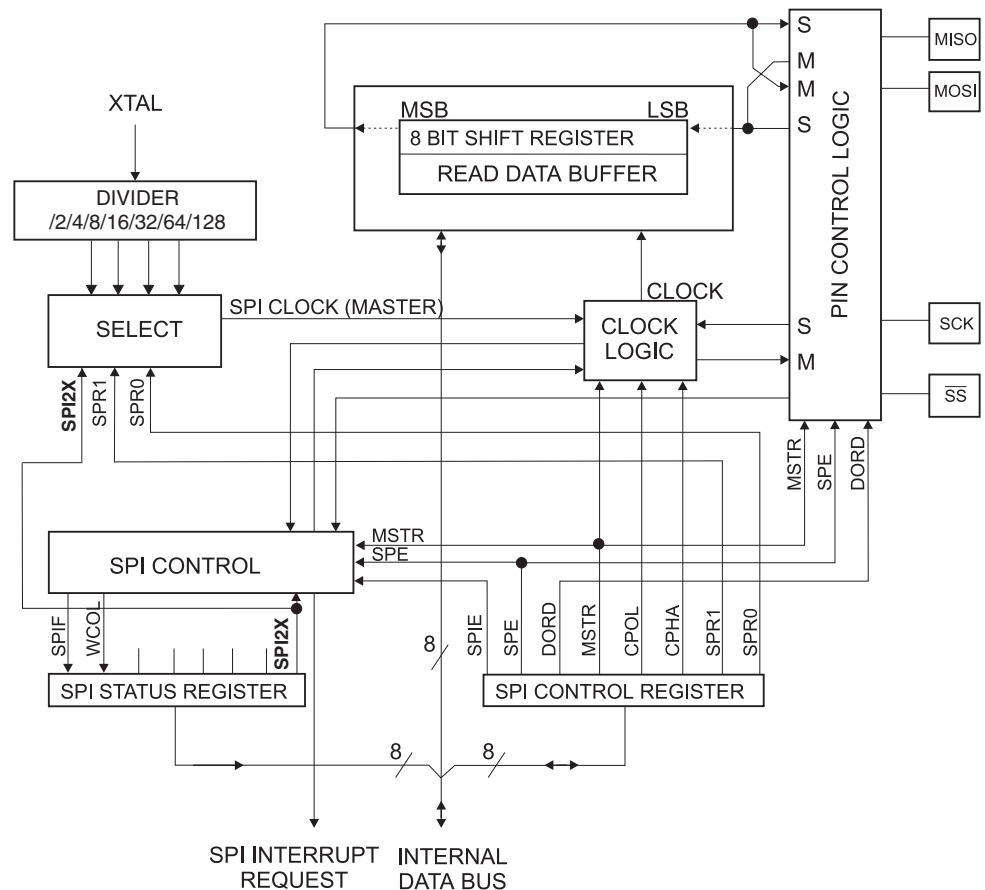 S
MISO
M
XTAL
MSB
LSB
M
MOSI
8 BIT SHIFT REGISTER
S
READ DATA BUFFER
DIVIDER
/2/4/8/16/32/64/128
PIN CONTROL LOGIC
SPI CLOCK (MASTER)
CLOCK
SELECT
CLOCK
LOGIC
S
SCK
M
SS
SPI2X
SPR1
SPR0
MSTR
SPE
DORD
MSTR
SPE
SPI CONTROL
SPIF
WCOL
SPI2X
SPIE
SPE
DORD
MSTR
CPOL
CPHA
SPR1
SPR0
8
SPI STATUS REGISTER
SPI CONTROL REGISTER
8
8
SPI INTERRUPT
REQUEST
INTERNAL
DATA BUS